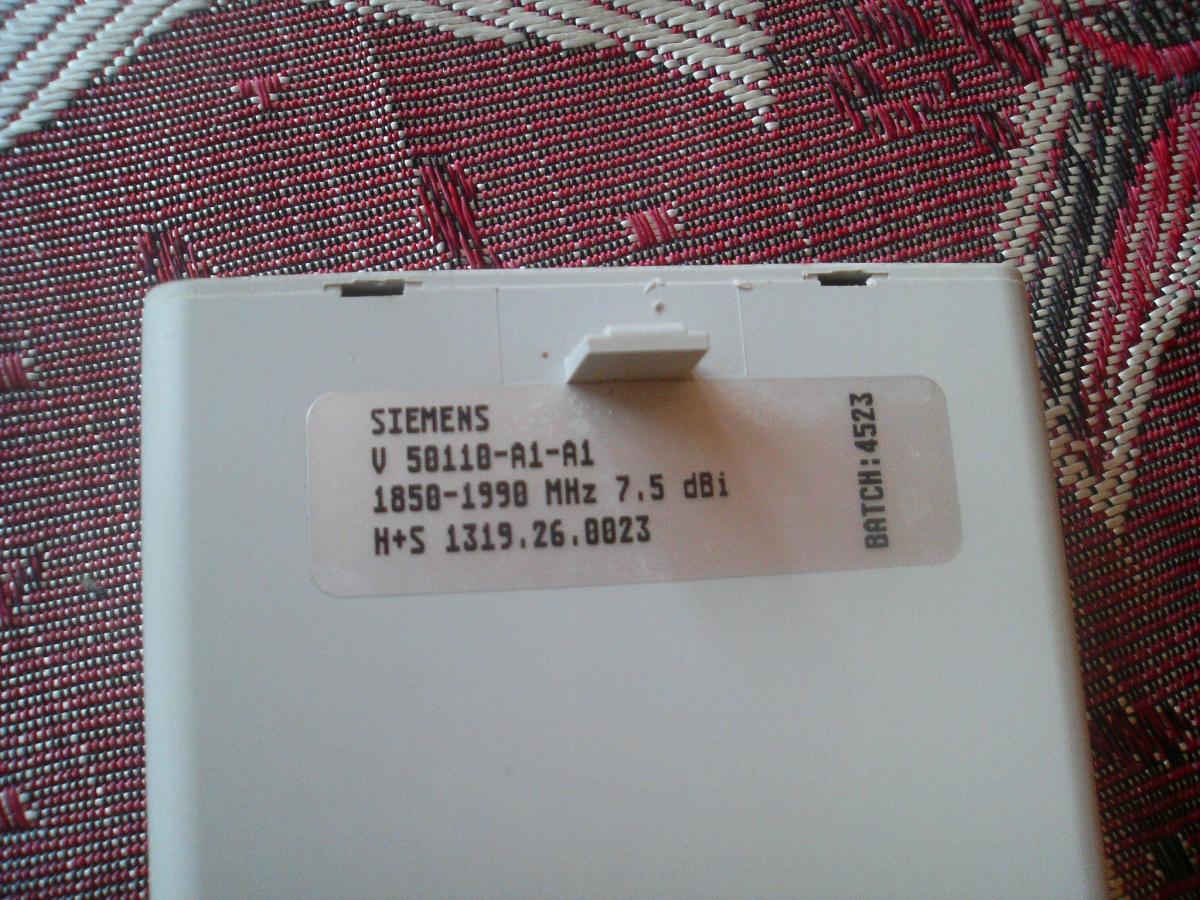 SIEMENS
V 50110-A1-A1
1850-1990 MHz 7.5 dBi
H+S 1319.26.0023
BATCH:4523